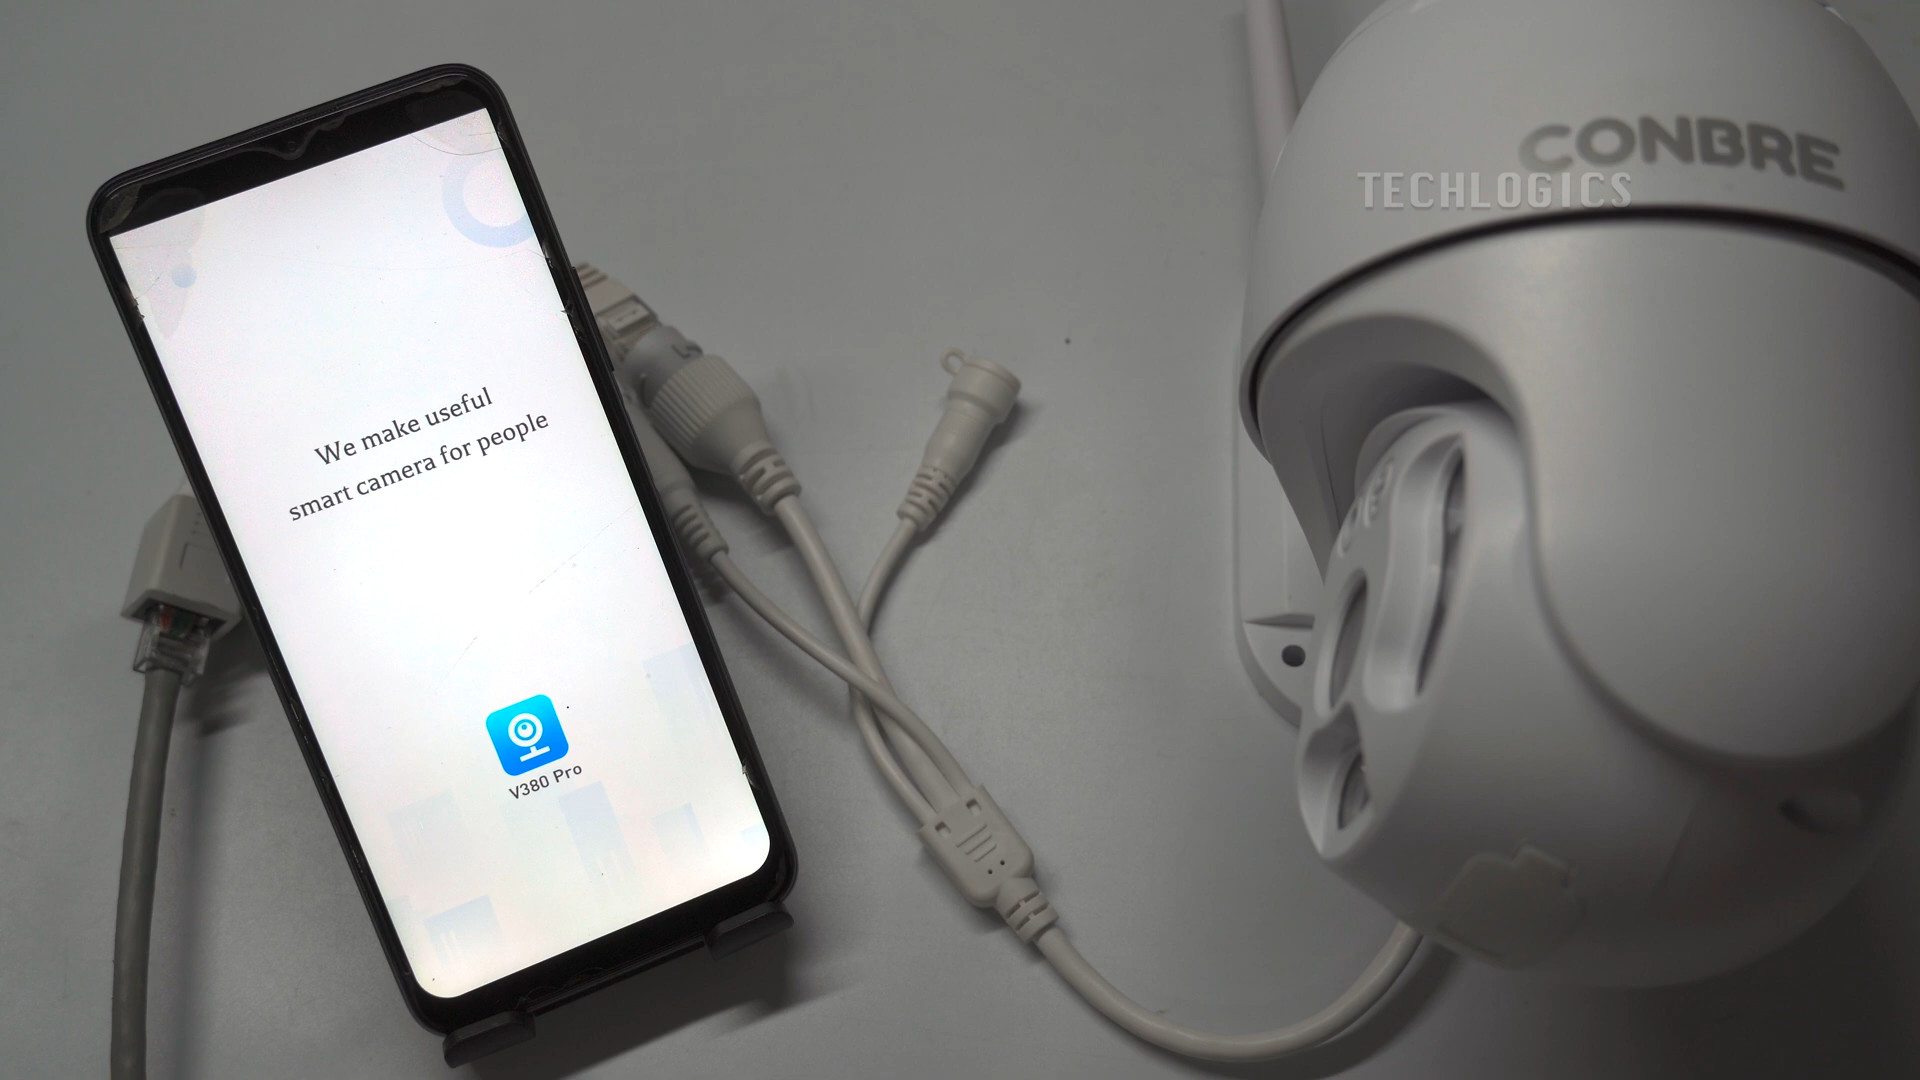 We make useful
smart camera for people
V380 Pro
CONBRE
TECHLOGICS